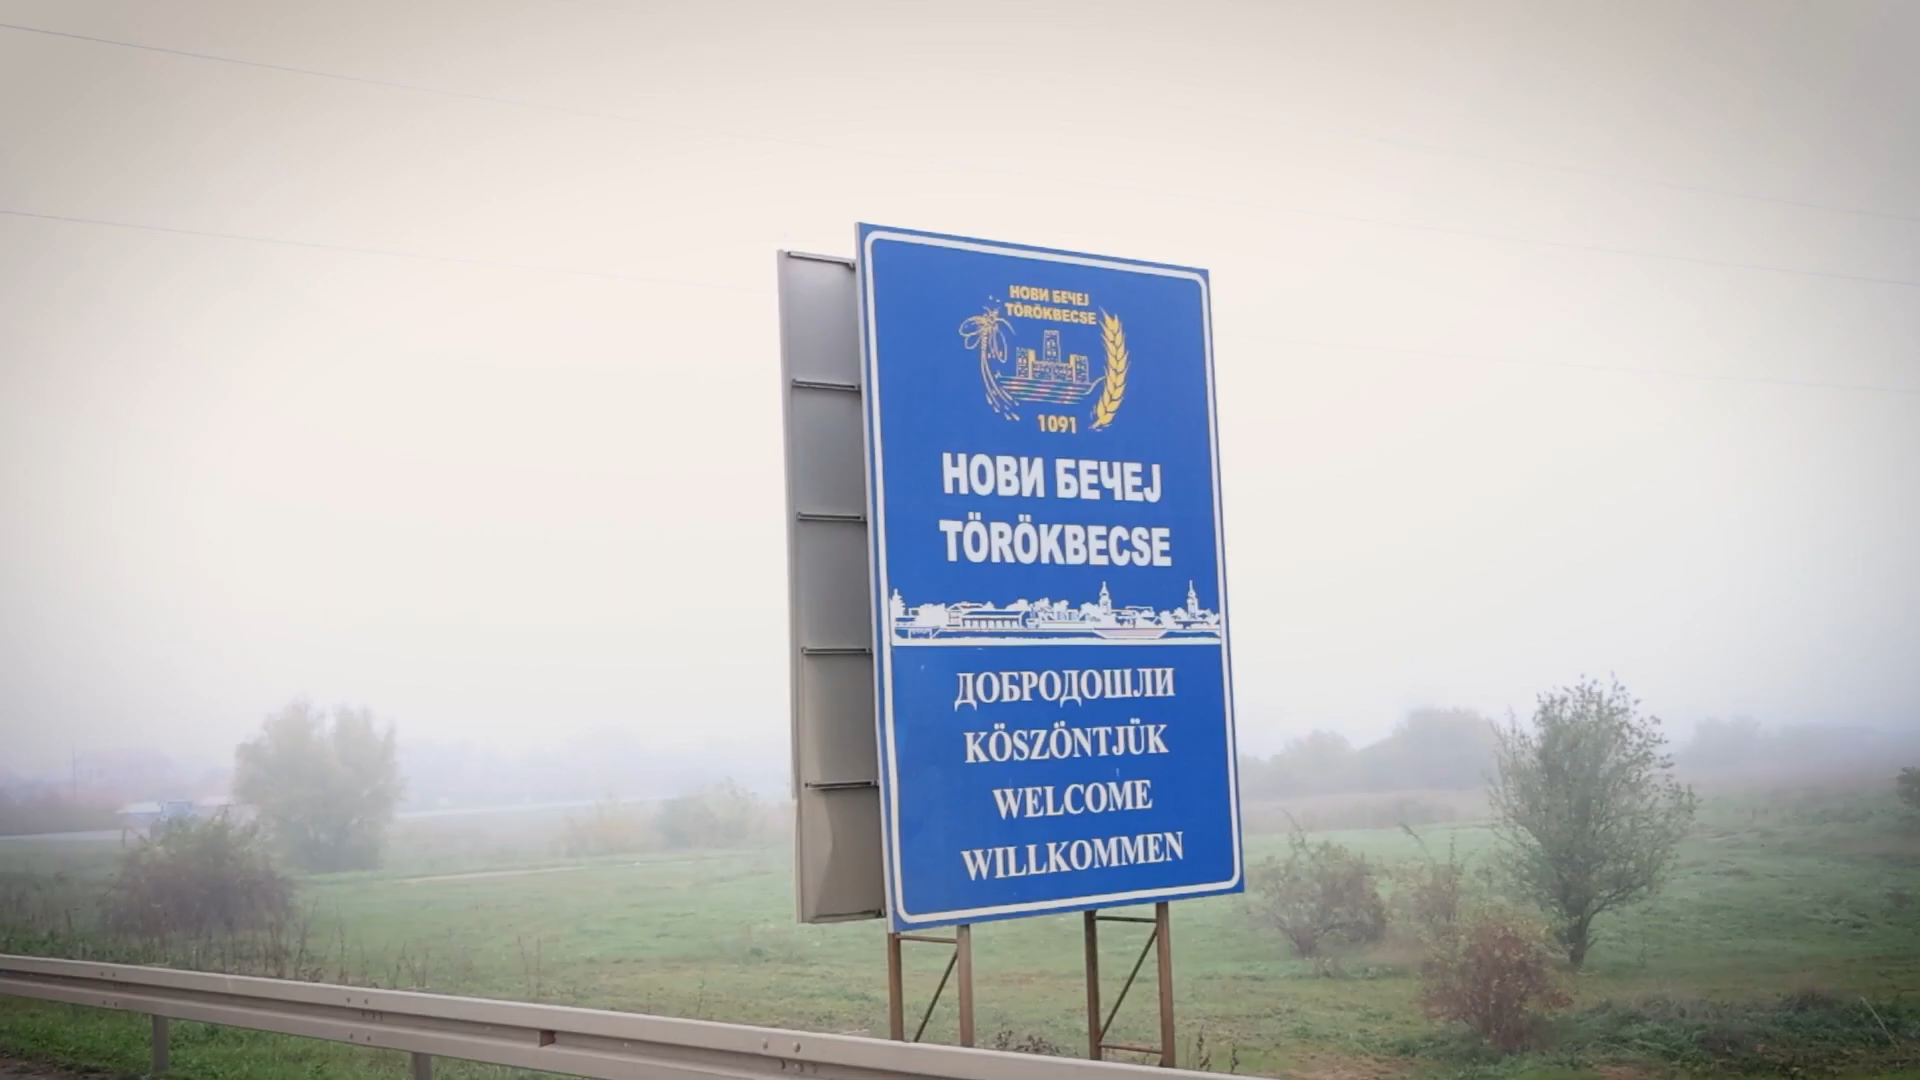 НОВИ БЕЧЕЈ
TÖRÖKBECSE
1091
НОВИ БЕЧЕЈ
TÖRÖKBECSE
ДОБРОДОШЛИ
KÖSZÖNTJÜK
WELCOME
WILLKOMMEN